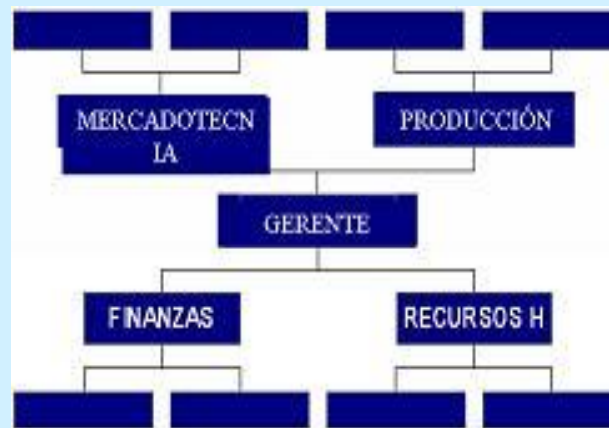 MERCADOTECN
IA
PRODUCCIÓN
GERENTE
FINANZAS
RECURSOS H